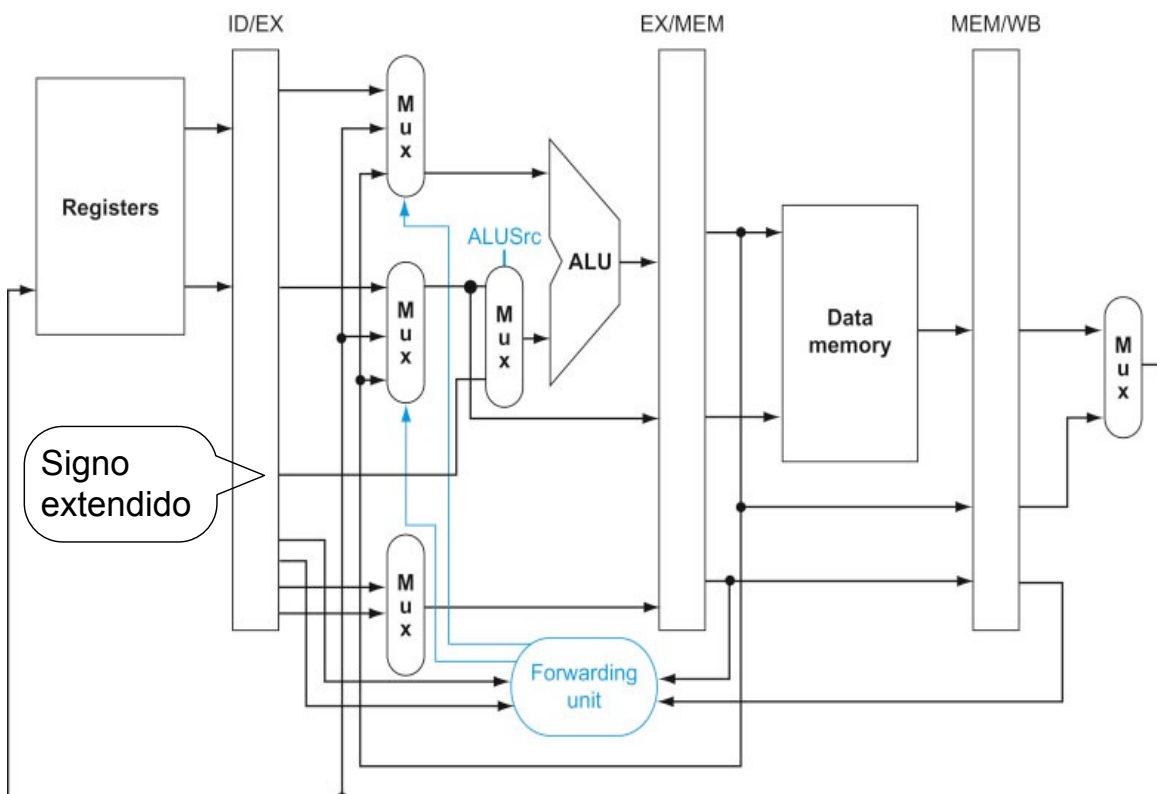 ID/EX
EX/MEM
MEM/WB
Registers
M
u
x
ALUSrc
M
u
x
M
u
x
ALU
Data
memory
M
u
x
Signo
extendido
M
u
x
Forwarding
unit